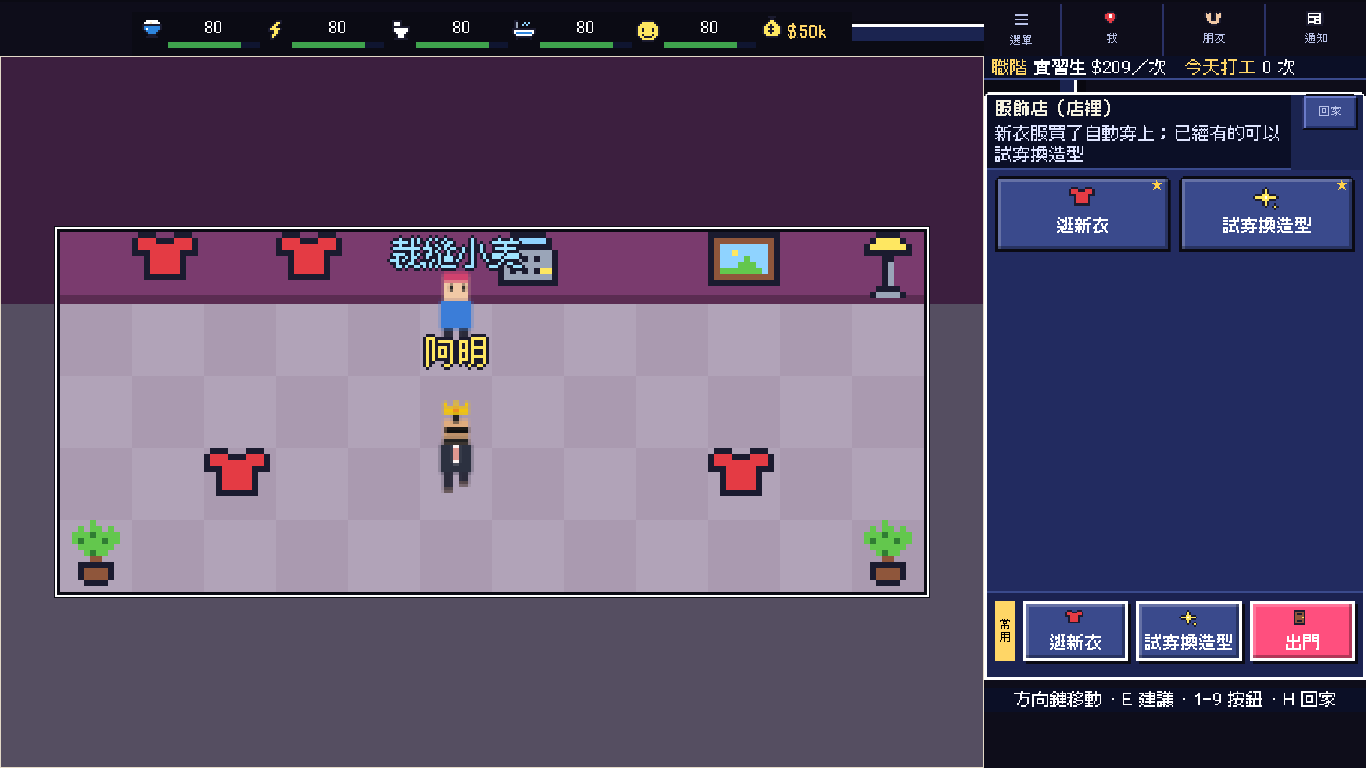 80 80 80 80 80 $50k
選單 我 朋友 通知
職階 實習生 $209／次 今天打工 0 次
服飾店（店裡）
回家
新衣服買了自動穿上；已經有的可以
試穿換造型
逛新衣 試穿換造型
裁縫小美
阿明
常用
逛新衣 試穿換造型 出門
方向鍵移動 · E 建議 · 1-9 按鈕 · H 回家